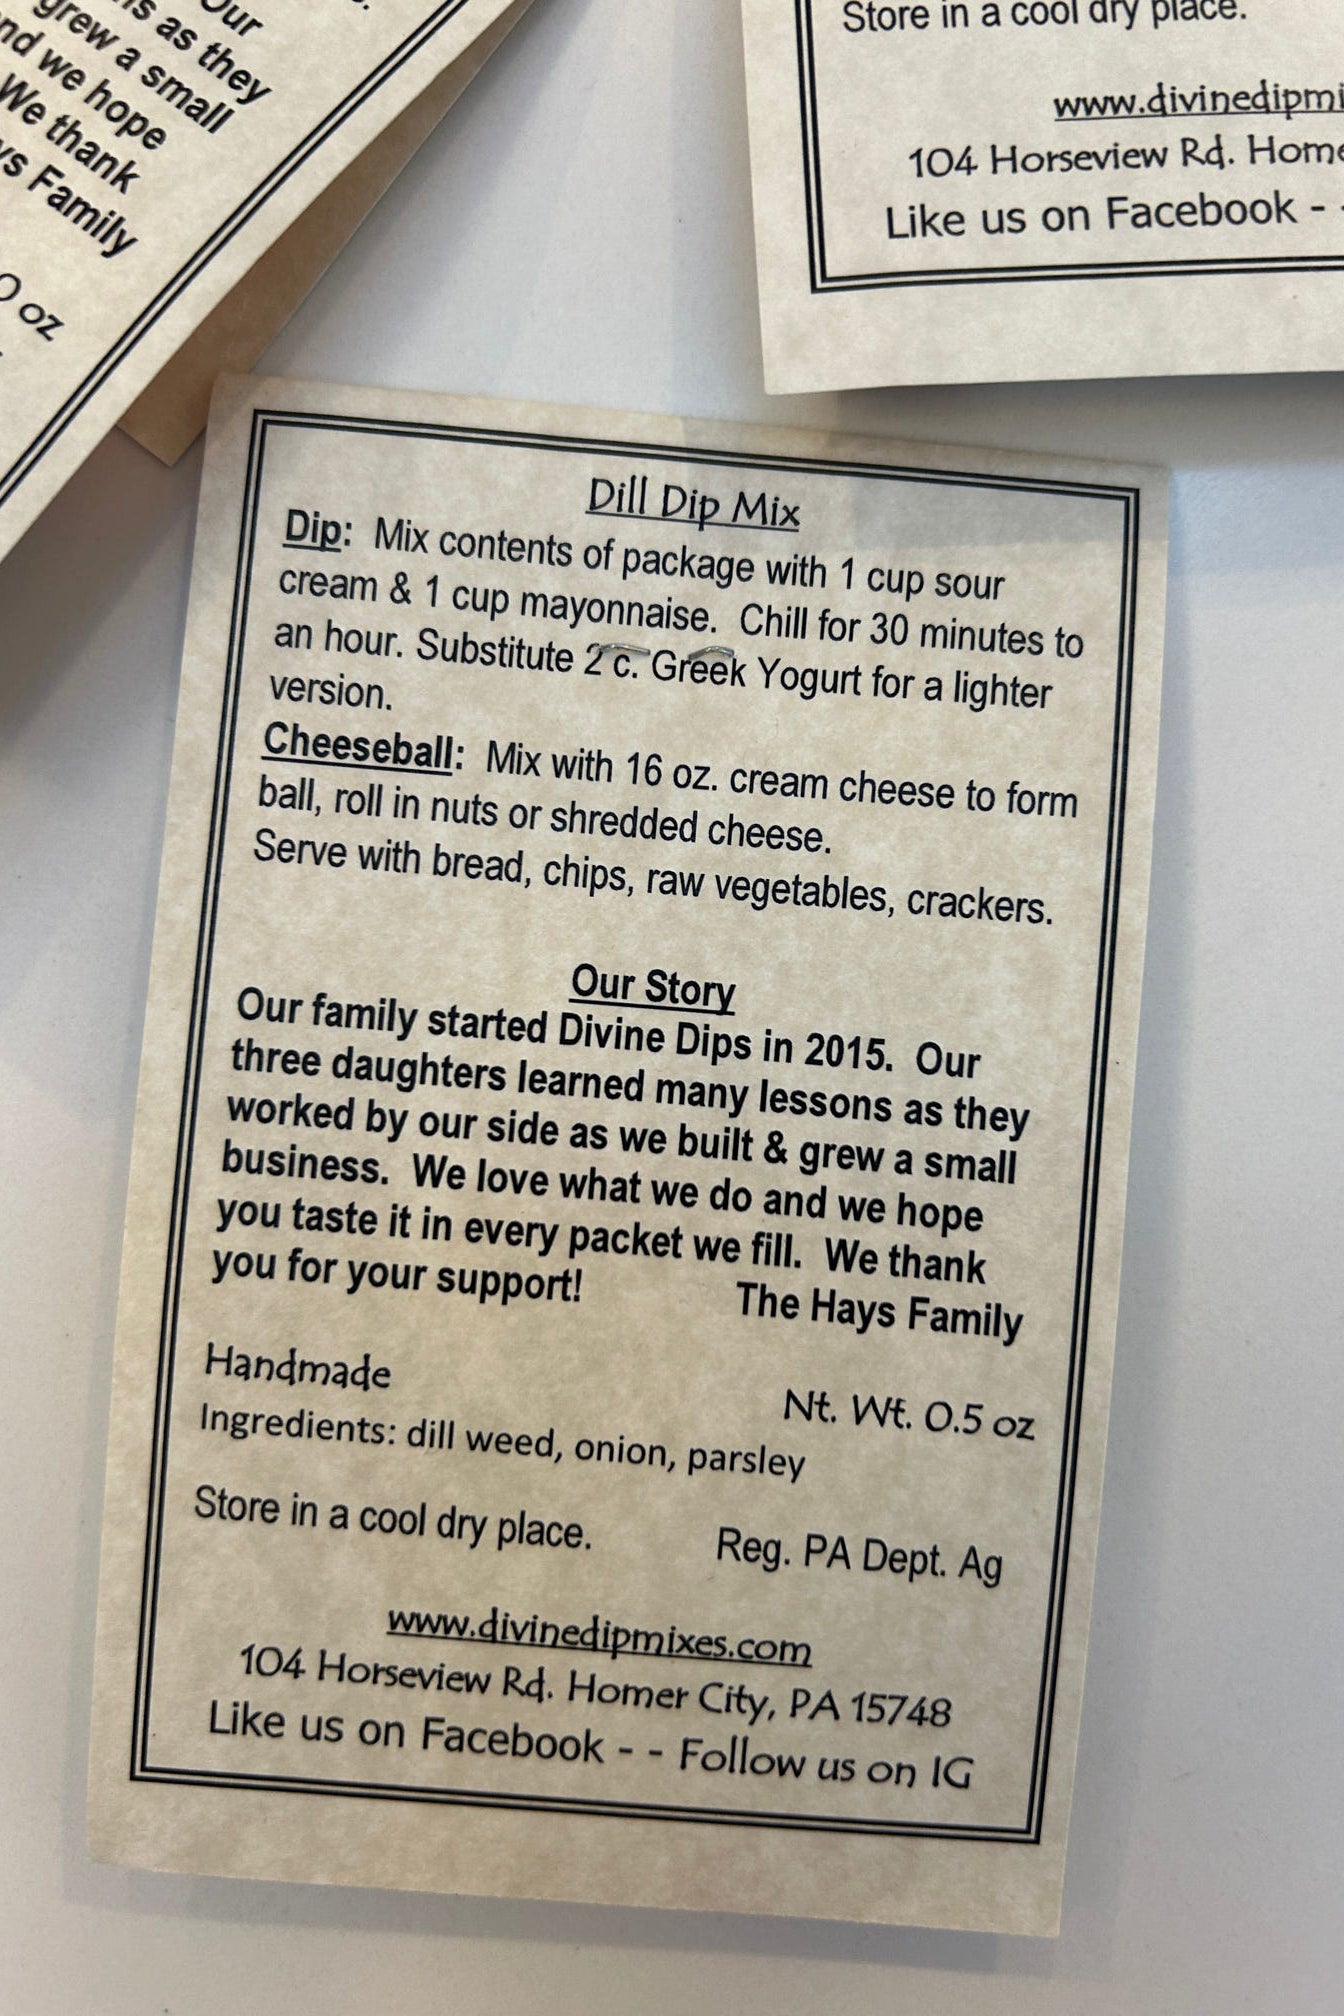 Our
as they
grew a small
we hope
We thank
Family
oz
Store in a cool dry place.
www.divinedipmi
104 Horseview Rd. Home
Like us on Facebook -
Dill Dip Mix
Dip: Mix contents of package with 1 cup sour
cream & 1 cup mayonnaise. Chill for 30 minutes to
an hour. Substitute 2 c. Greek Yogurt for a lighter
version.
Cheeseball: Mix with 16 oz. cream cheese to form
ball, roll in nuts or shredded cheese.
Serve with bread, chips, raw vegetables, crackers.
Our Story
Our family started Divine Dips in 2015. Our
three daughters learned many lessons as they
worked by our side as we built & grew a small
business. We love what we do and we hope
you taste it in every packet we fill. We thank
you for your support! The Hays Family
Handmade
Nt. Wt. 0.5 oz
Ingredients: dill weed, onion, parsley
Store in a cool dry place. Reg. PA Dept. Ag
www.divinedipmixes.com
104 Horseview Rd. Homer City, PA 15748
Like us on Facebook - - Follow us on IG